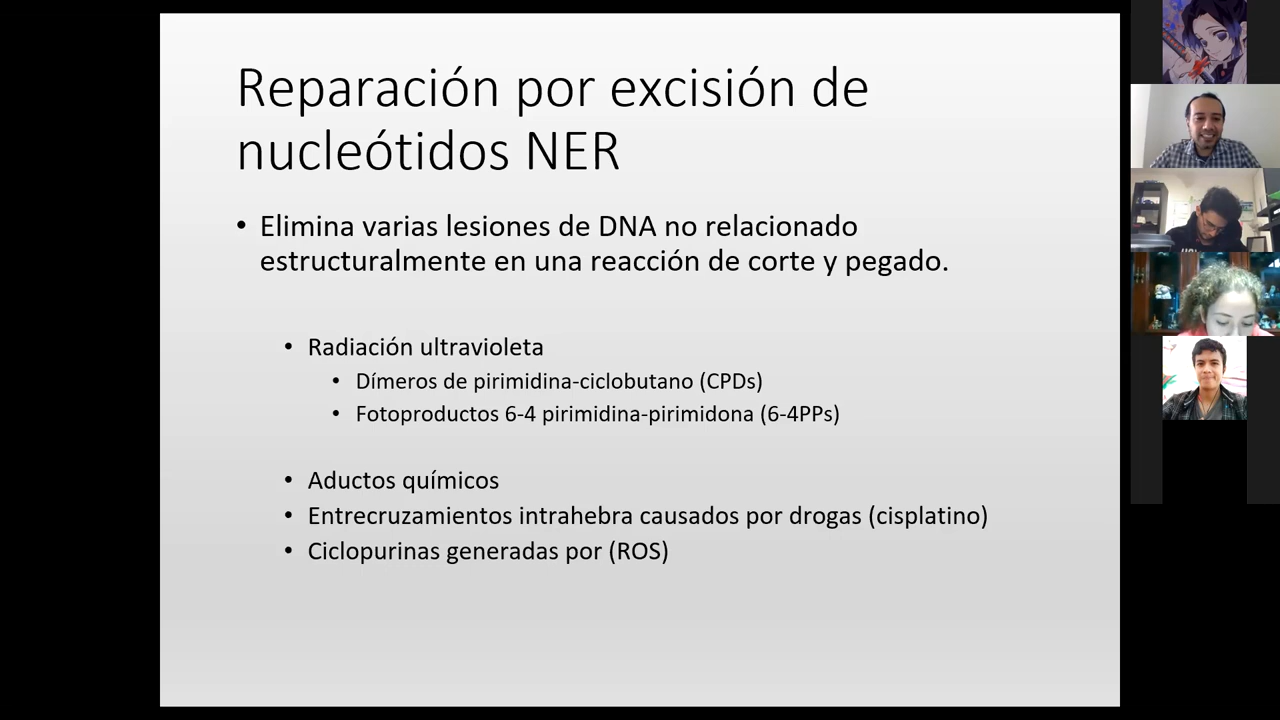 Reparación por excisión de
nucleótidos NER
• Elimina varias lesiones de DNA no relacionado
estructuralmente en una reacción de corte y pegado.
• Radiación ultravioleta
• Dímeros de pirimidina-ciclobutano (CPDs)
• Fotoproductos 6-4 pirimidina-pirimidona (6-4PPs)
• Aductos químicos
• Entrecruzamientos intrahebra causados por drogas (cisplatino)
• Ciclopurinas generadas por (ROS)